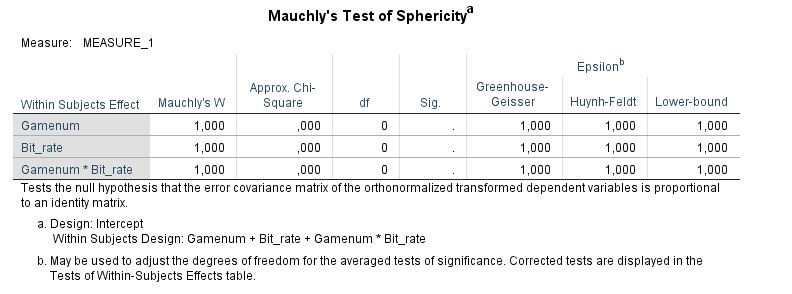 Mauchly's Test of Sphericityᵃ
Measure: MEASURE_1
Epsilonᵇ
Within Subjects Effect Mauchly's W Approx. Chi-Square df Sig. Greenhouse-Geisser Huynh-Feldt Lower-bound
Gamenum 1,000 ,000 0 . 1,000 1,000 1,000
Bit_rate 1,000 ,000 0 . 1,000 1,000 1,000
Gamenum * Bit_rate 1,000 ,000 0 . 1,000 1,000 1,000
Tests the null hypothesis that the error covariance matrix of the orthonormalized transformed dependent variables is proportional
to an identity matrix.
a. Design: Intercept
Within Subjects Design: Gamenum + Bit_rate + Gamenum * Bit_rate
b. May be used to adjust the degrees of freedom for the averaged tests of significance. Corrected tests are displayed in the
Tests of Within-Subjects Effects table.